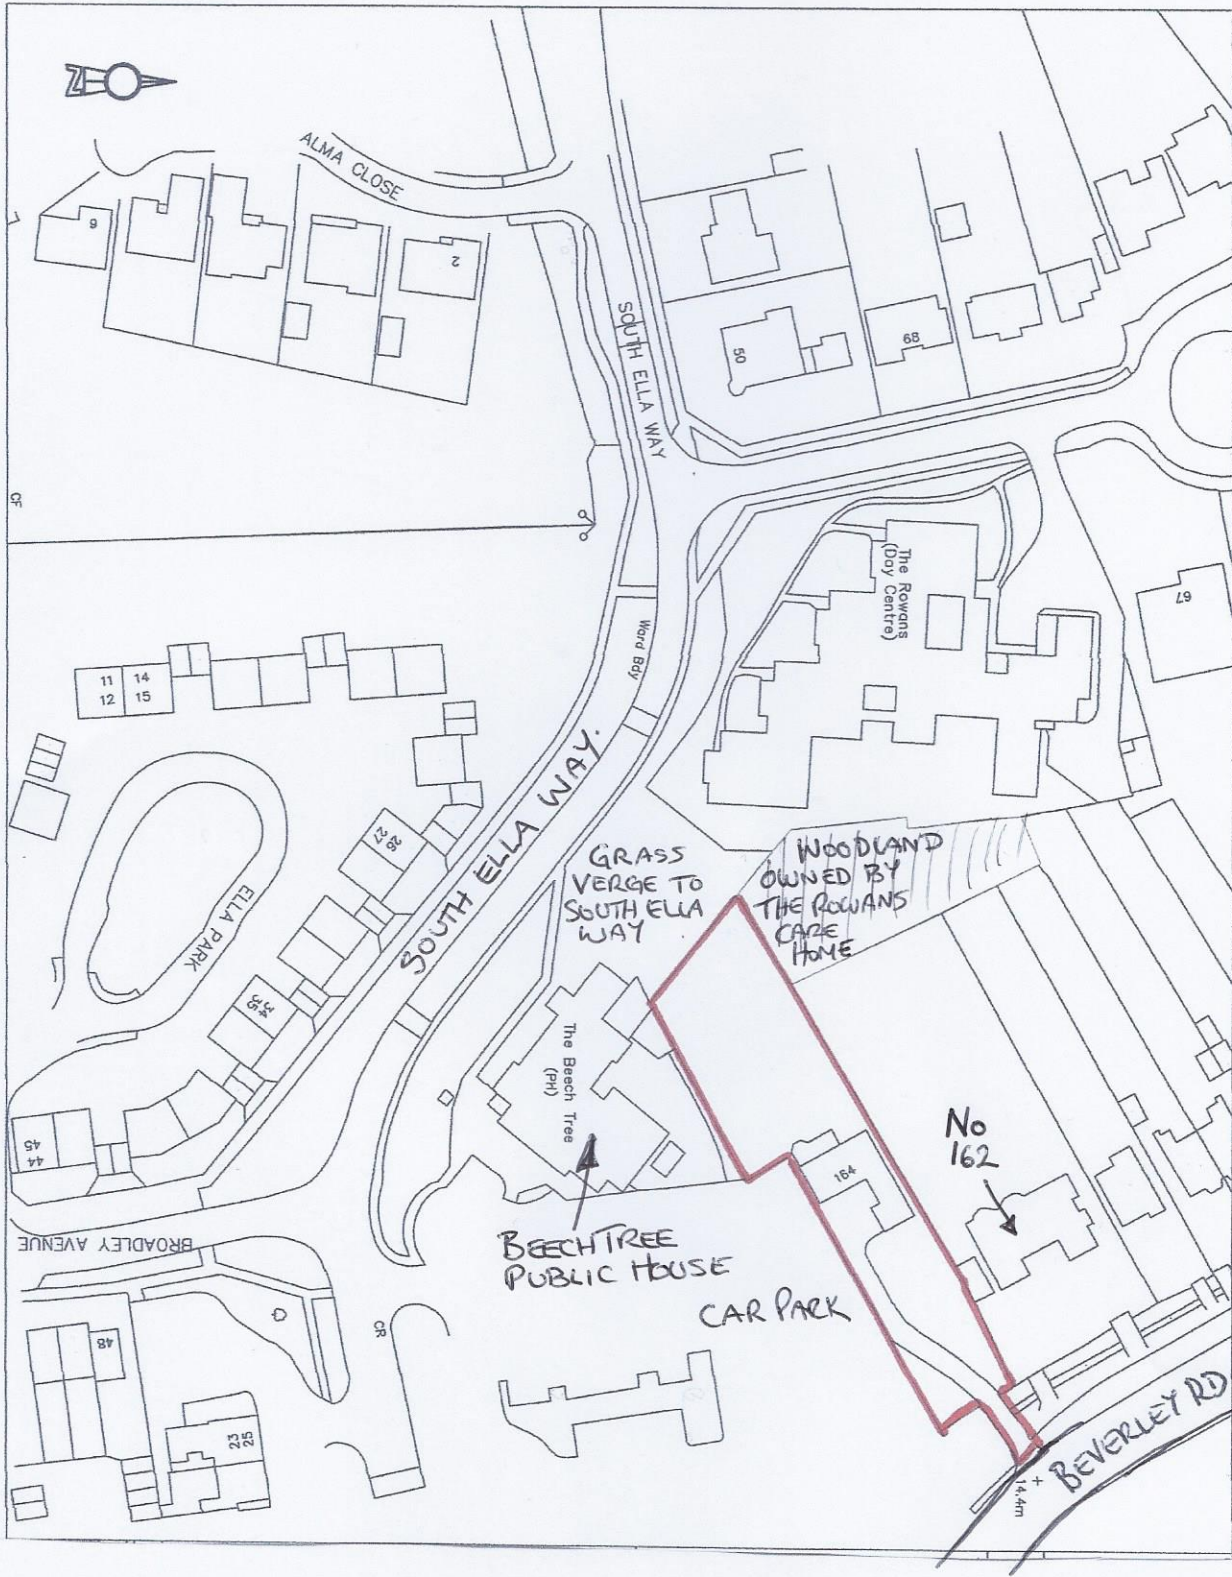 N
ALMA CLOSE
9
2
SOUTH ELLA WAY
50
68
67
CF
The Rowans
(Day Centre)
Ward Bdy
11 14
12 15
SOUTH ELLA WAY.
26
27
ELLA PARK
34
35
44
45
GRASS
VERGE TO
SOUTH ELLA
WAY
WOODLAND
OWNED BY
THE ROWANS
CARE
HOME
The Beech Tree
(PH)
164
No
162
BEECHTREE
PUBLIC HOUSE
CAR PARK
BROADLEY AVENUE
CR
48
23
25
BEVERLEY RD
14.4m